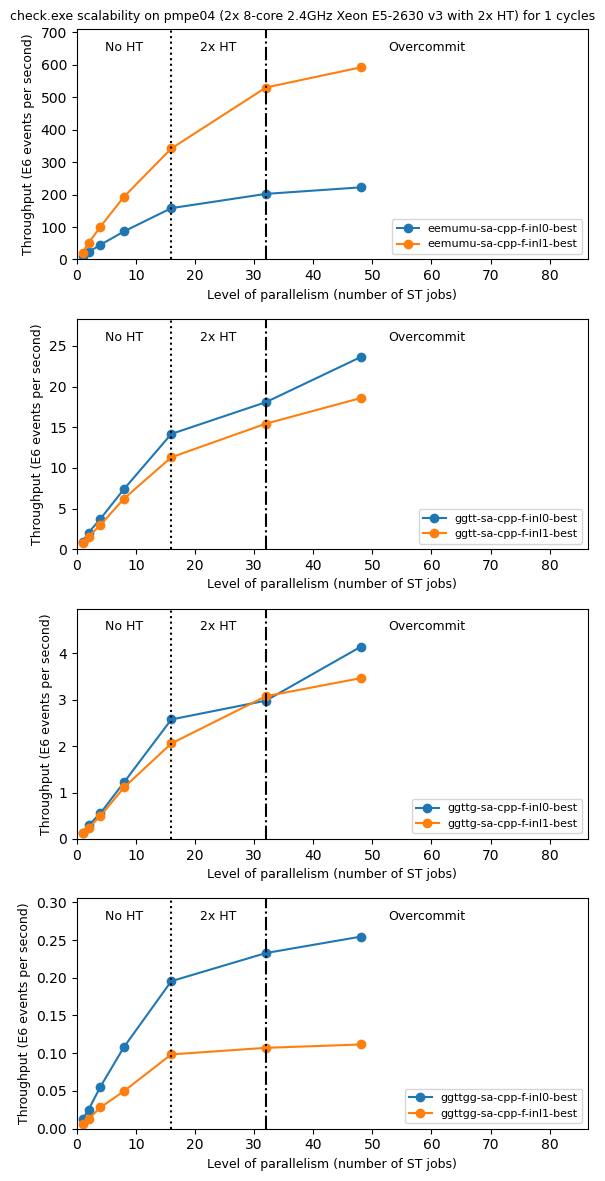 check.exe scalability on pmpe04 (2x 8-core 2.4GHz Xeon E5-2630 v3 with 2x HT) for 1 cycles
700
600
500
400
300
200
100
0
Throughput (E6 events per second)
No HT
2x HT
Overcommit
eemumu-sa-cpp-f-inl0-best
eemumu-sa-cpp-f-inl1-best
0 10 20 30 40 50 60 70 80
Level of parallelism (number of ST jobs)
25
20
15
10
5
0
Throughput (E6 events per second)
No HT
2x HT
Overcommit
ggtt-sa-cpp-f-inl0-best
ggtt-sa-cpp-f-inl1-best
0 10 20 30 40 50 60 70 80
Level of parallelism (number of ST jobs)
4
3
2
1
0
Throughput (E6 events per second)
No HT
2x HT
Overcommit
ggttg-sa-cpp-f-inl0-best
ggttg-sa-cpp-f-inl1-best
0 10 20 30 40 50 60 70 80
Level of parallelism (number of ST jobs)
0.30
0.25
0.20
0.15
0.10
0.05
0.00
Throughput (E6 events per second)
No HT
2x HT
Overcommit
ggttgg-sa-cpp-f-inl0-best
ggttgg-sa-cpp-f-inl1-best
0 10 20 30 40 50 60 70 80
Level of parallelism (number of ST jobs)